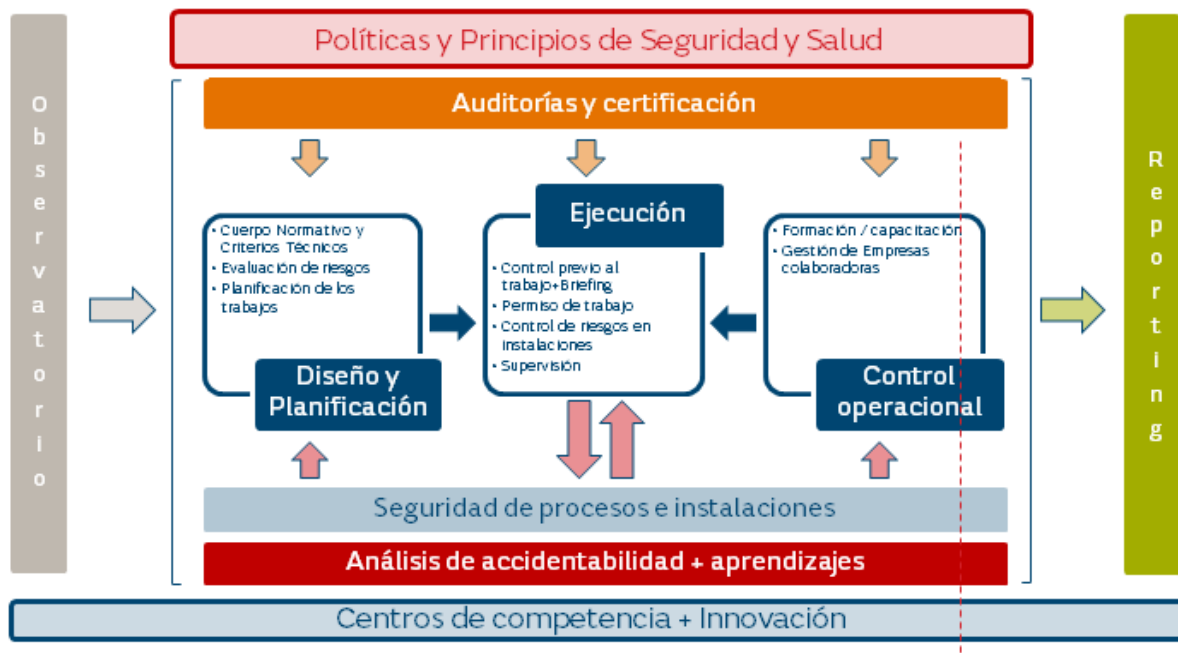 Políticas y Principios de Seguridad y Salud
Observatorio
Auditorías y certificación
Reporting
• Cuerpo Normativo y
Criterios Técnicos
• Evaluación de riesgos
• Planificación de los
trabajos
Diseño y
Planificación
Ejecución
• Control previo al
trabajo+Briefing
• Permiso de trabajo
• Control de riesgos en
instalaciones
• Supervisión
• Formación / capacitación
• Gestión de Empresas
colaboradoras
Control
operacional
Seguridad de procesos e instalaciones
Análisis de accidentabilidad + aprendizajes
Centros de competencia + Innovación